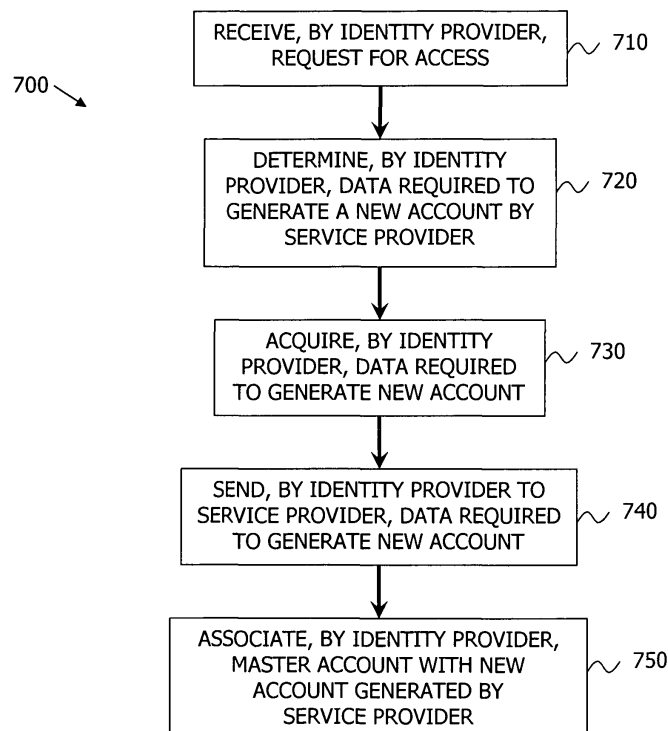 RECEIVE, BY IDENTITY PROVIDER,
REQUEST FOR ACCESS
710
700
DETERMINE, BY IDENTITY
PROVIDER, DATA REQUIRED TO
GENERATE A NEW ACCOUNT BY
SERVICE PROVIDER
720
ACQUIRE, BY IDENTITY
PROVIDER, DATA REQUIRED
TO GENERATE NEW ACCOUNT
730
SEND, BY IDENTITY PROVIDER TO
SERVICE PROVIDER, DATA REQUIRED
TO GENERATE NEW ACCOUNT
740
ASSOCIATE, BY IDENTITY PROVIDER,
MASTER ACCOUNT WITH NEW
ACCOUNT GENERATED BY
SERVICE PROVIDER
750